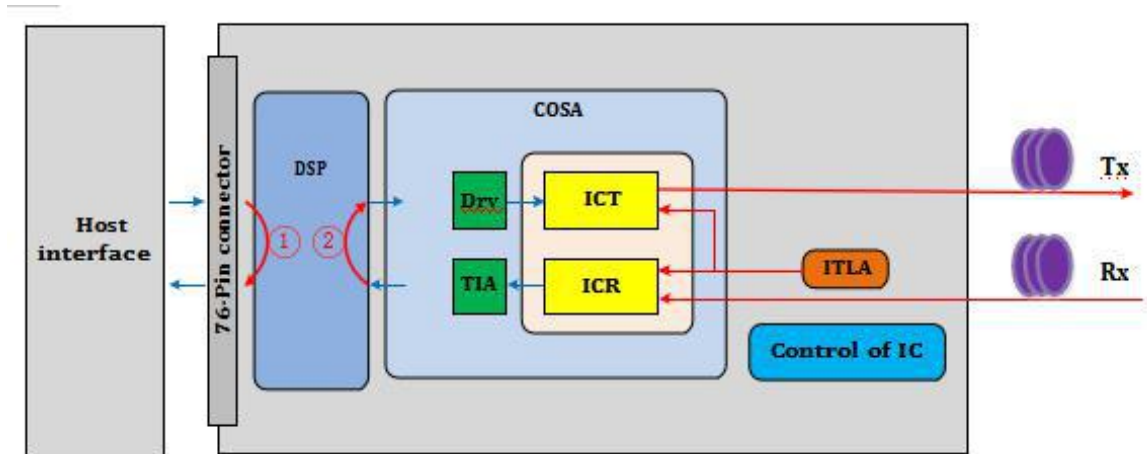 Host
interface
76-Pin connector
DSP
①
②
COSA
Drv
ICT
TIA
ICR
ITLA
Control of IC
Tx
Rx